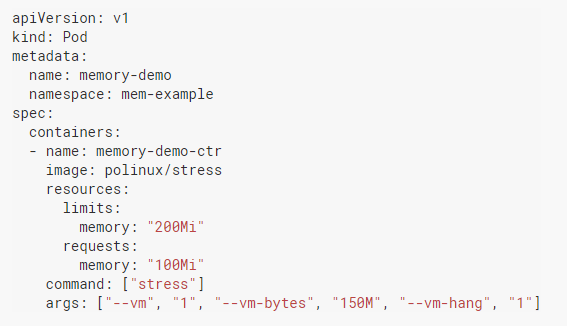 apiVersion: v1
kind: Pod
metadata:
  name: memory-demo
  namespace: mem-example
spec:
  containers:
  - name: memory-demo-ctr
    image: polinux/stress
    resources:
      limits:
        memory: "200Mi"
      requests:
        memory: "100Mi"
    command: ["stress"]
    args: ["--vm", "1", "--vm-bytes", "150M", "--vm-hang", "1"]